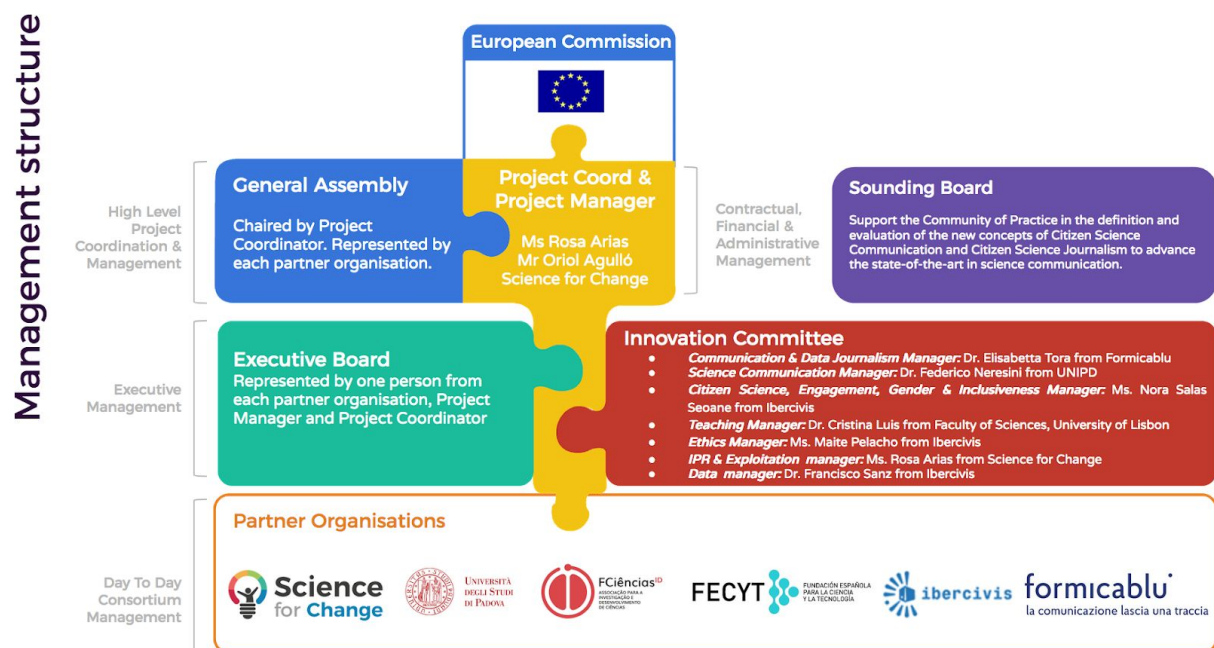 Management structure
European Commission
High Level
Project
Coordination &
Management
General Assembly
Chaired by Project
Coordinator. Represented by
each partner organisation.
Project Coord &
Project Manager
Ms Rosa Arias
Mr Oriol Agulló
Science for Change
Contractual,
Financial &
Administrative
Management
Sounding Board
Support the Community of Practice in the definition and
evaluation of the new concepts of Citizen Science
Communication and Citizen Science Journalism to advance
the state-of-the-art in science communication.
Executive
Management
Executive Board
Represented by one person from
each partner organisation, Project
Manager and Project Coordinator
Innovation Committee
● Communication & Data Journalism Manager: Dr. Elisabetta Tora from Formicablu
● Science Communication Manager: Dr. Federico Neresini from UNIPD
● Citizen Science, Engagement, Gender & Inclusiveness Manager: Ms. Nora Salas
Seoane from Ibercivis
● Teaching Manager: Dr. Cristina Luis from Faculty of Sciences, University of Lisbon
● Ethics Manager: Ms. Maite Pelacho from Ibercivis
● IPR & Exploitation manager: Ms. Rosa Arias from Science for Change
● Data manager: Dr. Francisco Sanz from Ibercivis
Day To Day
Consortium
Management
Partner Organisations
Science
for Change
UNIVERSITÀ
DEGLI STUDI
DI PADOVA
FCiênciasID
ASSOCIAÇÃO PARA A
INVESTIGAÇÃO E
DESENVOLVIMENTO
DE CIÊNCIAS
FECYT
FUNDACIÓN ESPAÑOLA
PARA LA CIENCIA
Y LA TECNOLOGÍA
ibercivis
formicablu
la comunicazione lascia una traccia